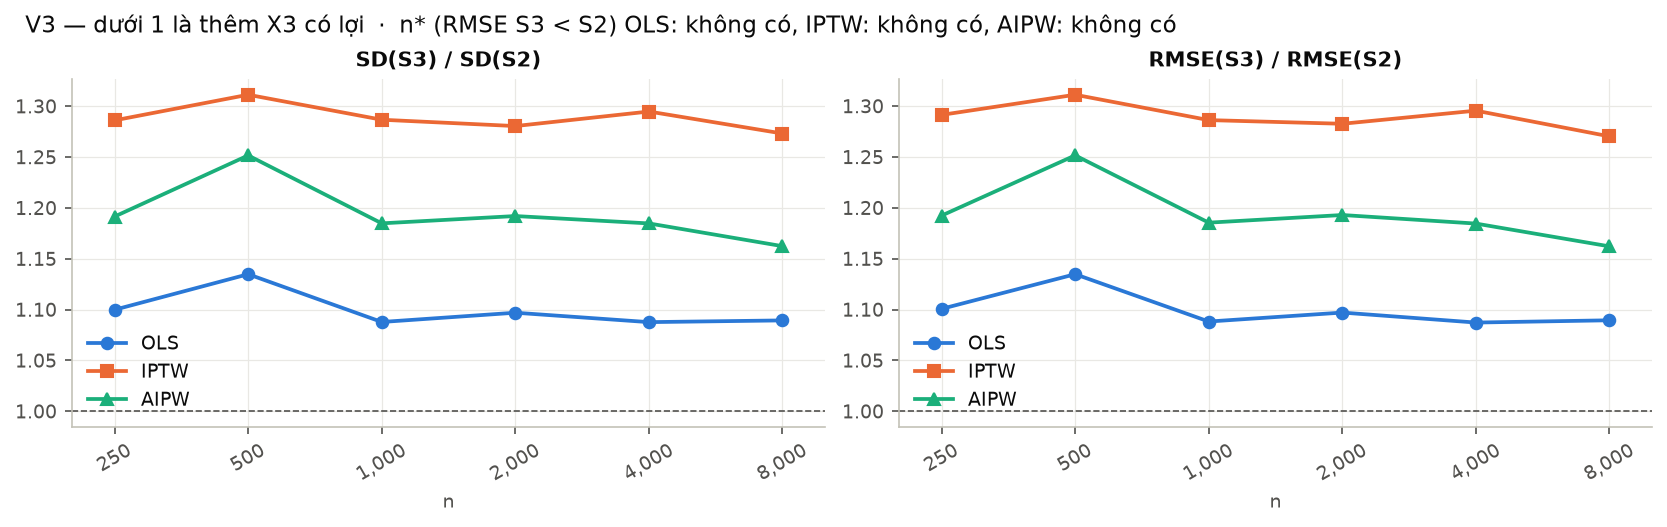 V3 — dưới 1 là thêm X3 có lợi · n* (RMSE S3 < S2) OLS: không có, IPTW: không có, AIPW: không có
SD(S3) / SD(S2)
1.30
1.25
1.20
1.15
1.10
1.05
1.00
OLS
IPTW
AIPW
250
500
1,000
2,000
4,000
8,000
n
RMSE(S3) / RMSE(S2)
1.30
1.25
1.20
1.15
1.10
1.05
1.00
OLS
IPTW
AIPW
250
500
1,000
2,000
4,000
8,000
n